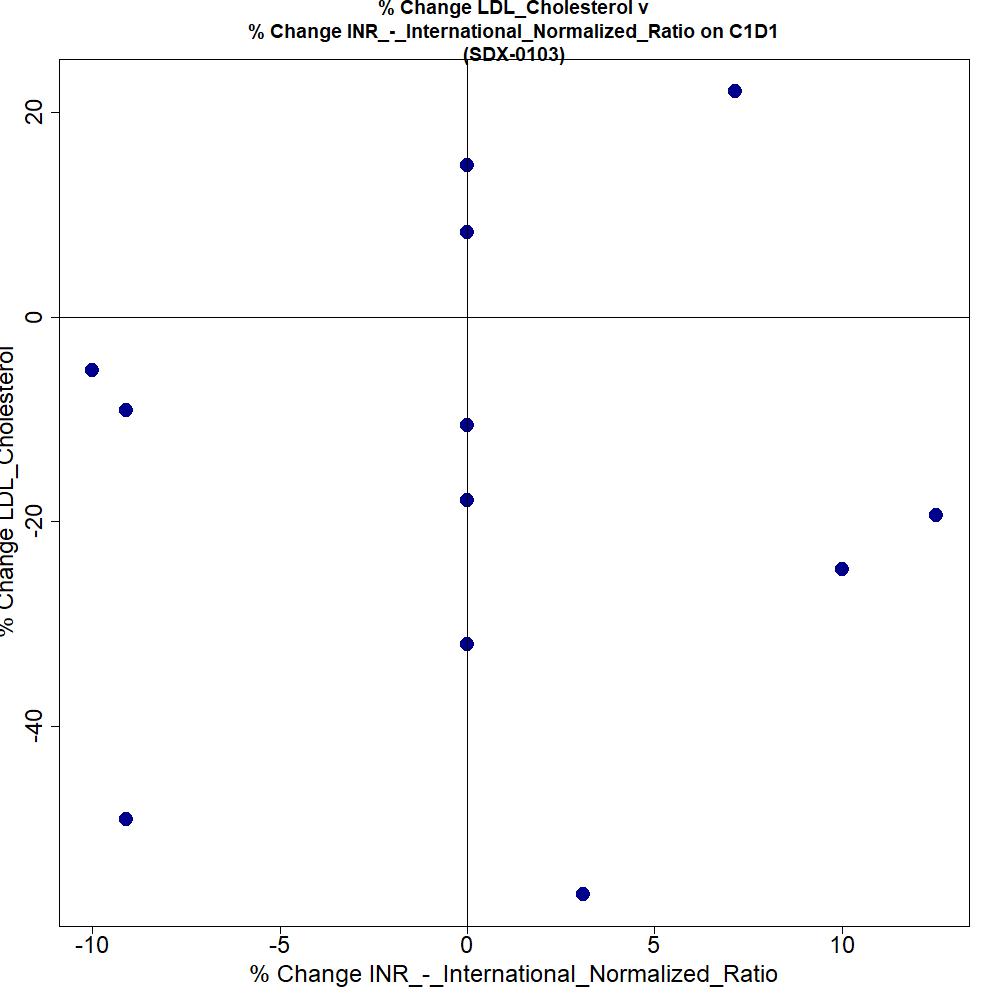 % Change LDL_Cholesterol v
% Change INR_-_International_Normalized_Ratio on C1D1
(SDX-0103)
% Change LDL_Cholesterol
20
0
-20
-40
-10
-5
0
5
10
% Change INR_-_International_Normalized_Ratio